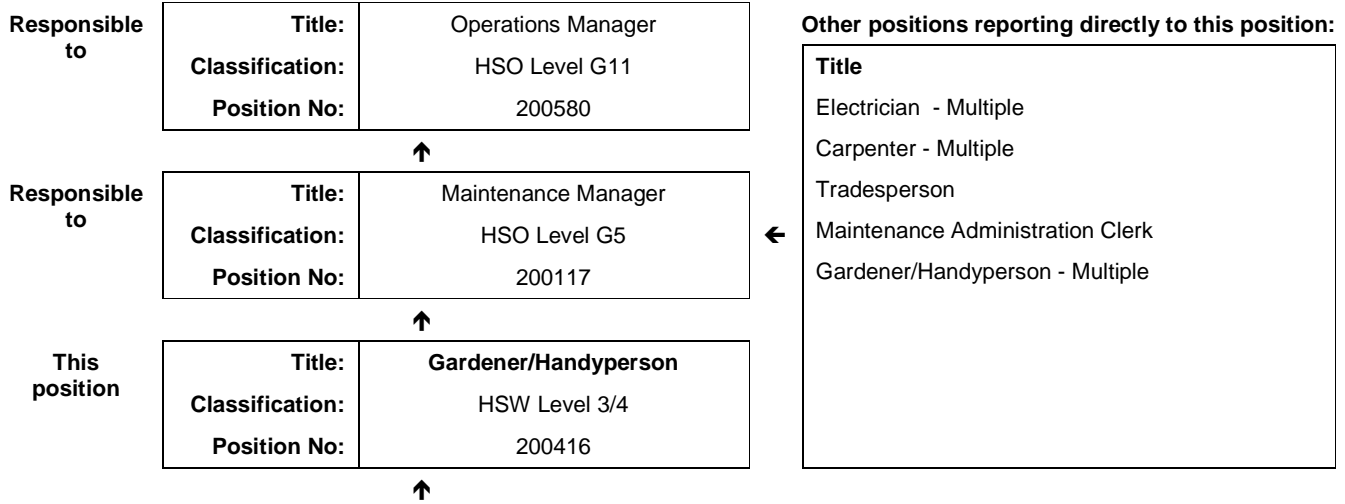 Responsible
to
Title: Operations Manager
Classification: HSO Level G11
Position No: 200580
↑
Responsible
to
Title: Maintenance Manager
Classification: HSO Level G5
Position No: 200117
↑
This
position
Title: Gardener/Handyperson
Classification: HSW Level 3/4
Position No: 200416
↑
Other positions reporting directly to this position:
Title
Electrician - Multiple
Carpenter - Multiple
Tradesperson
← Maintenance Administration Clerk
Gardener/Handyperson - Multiple